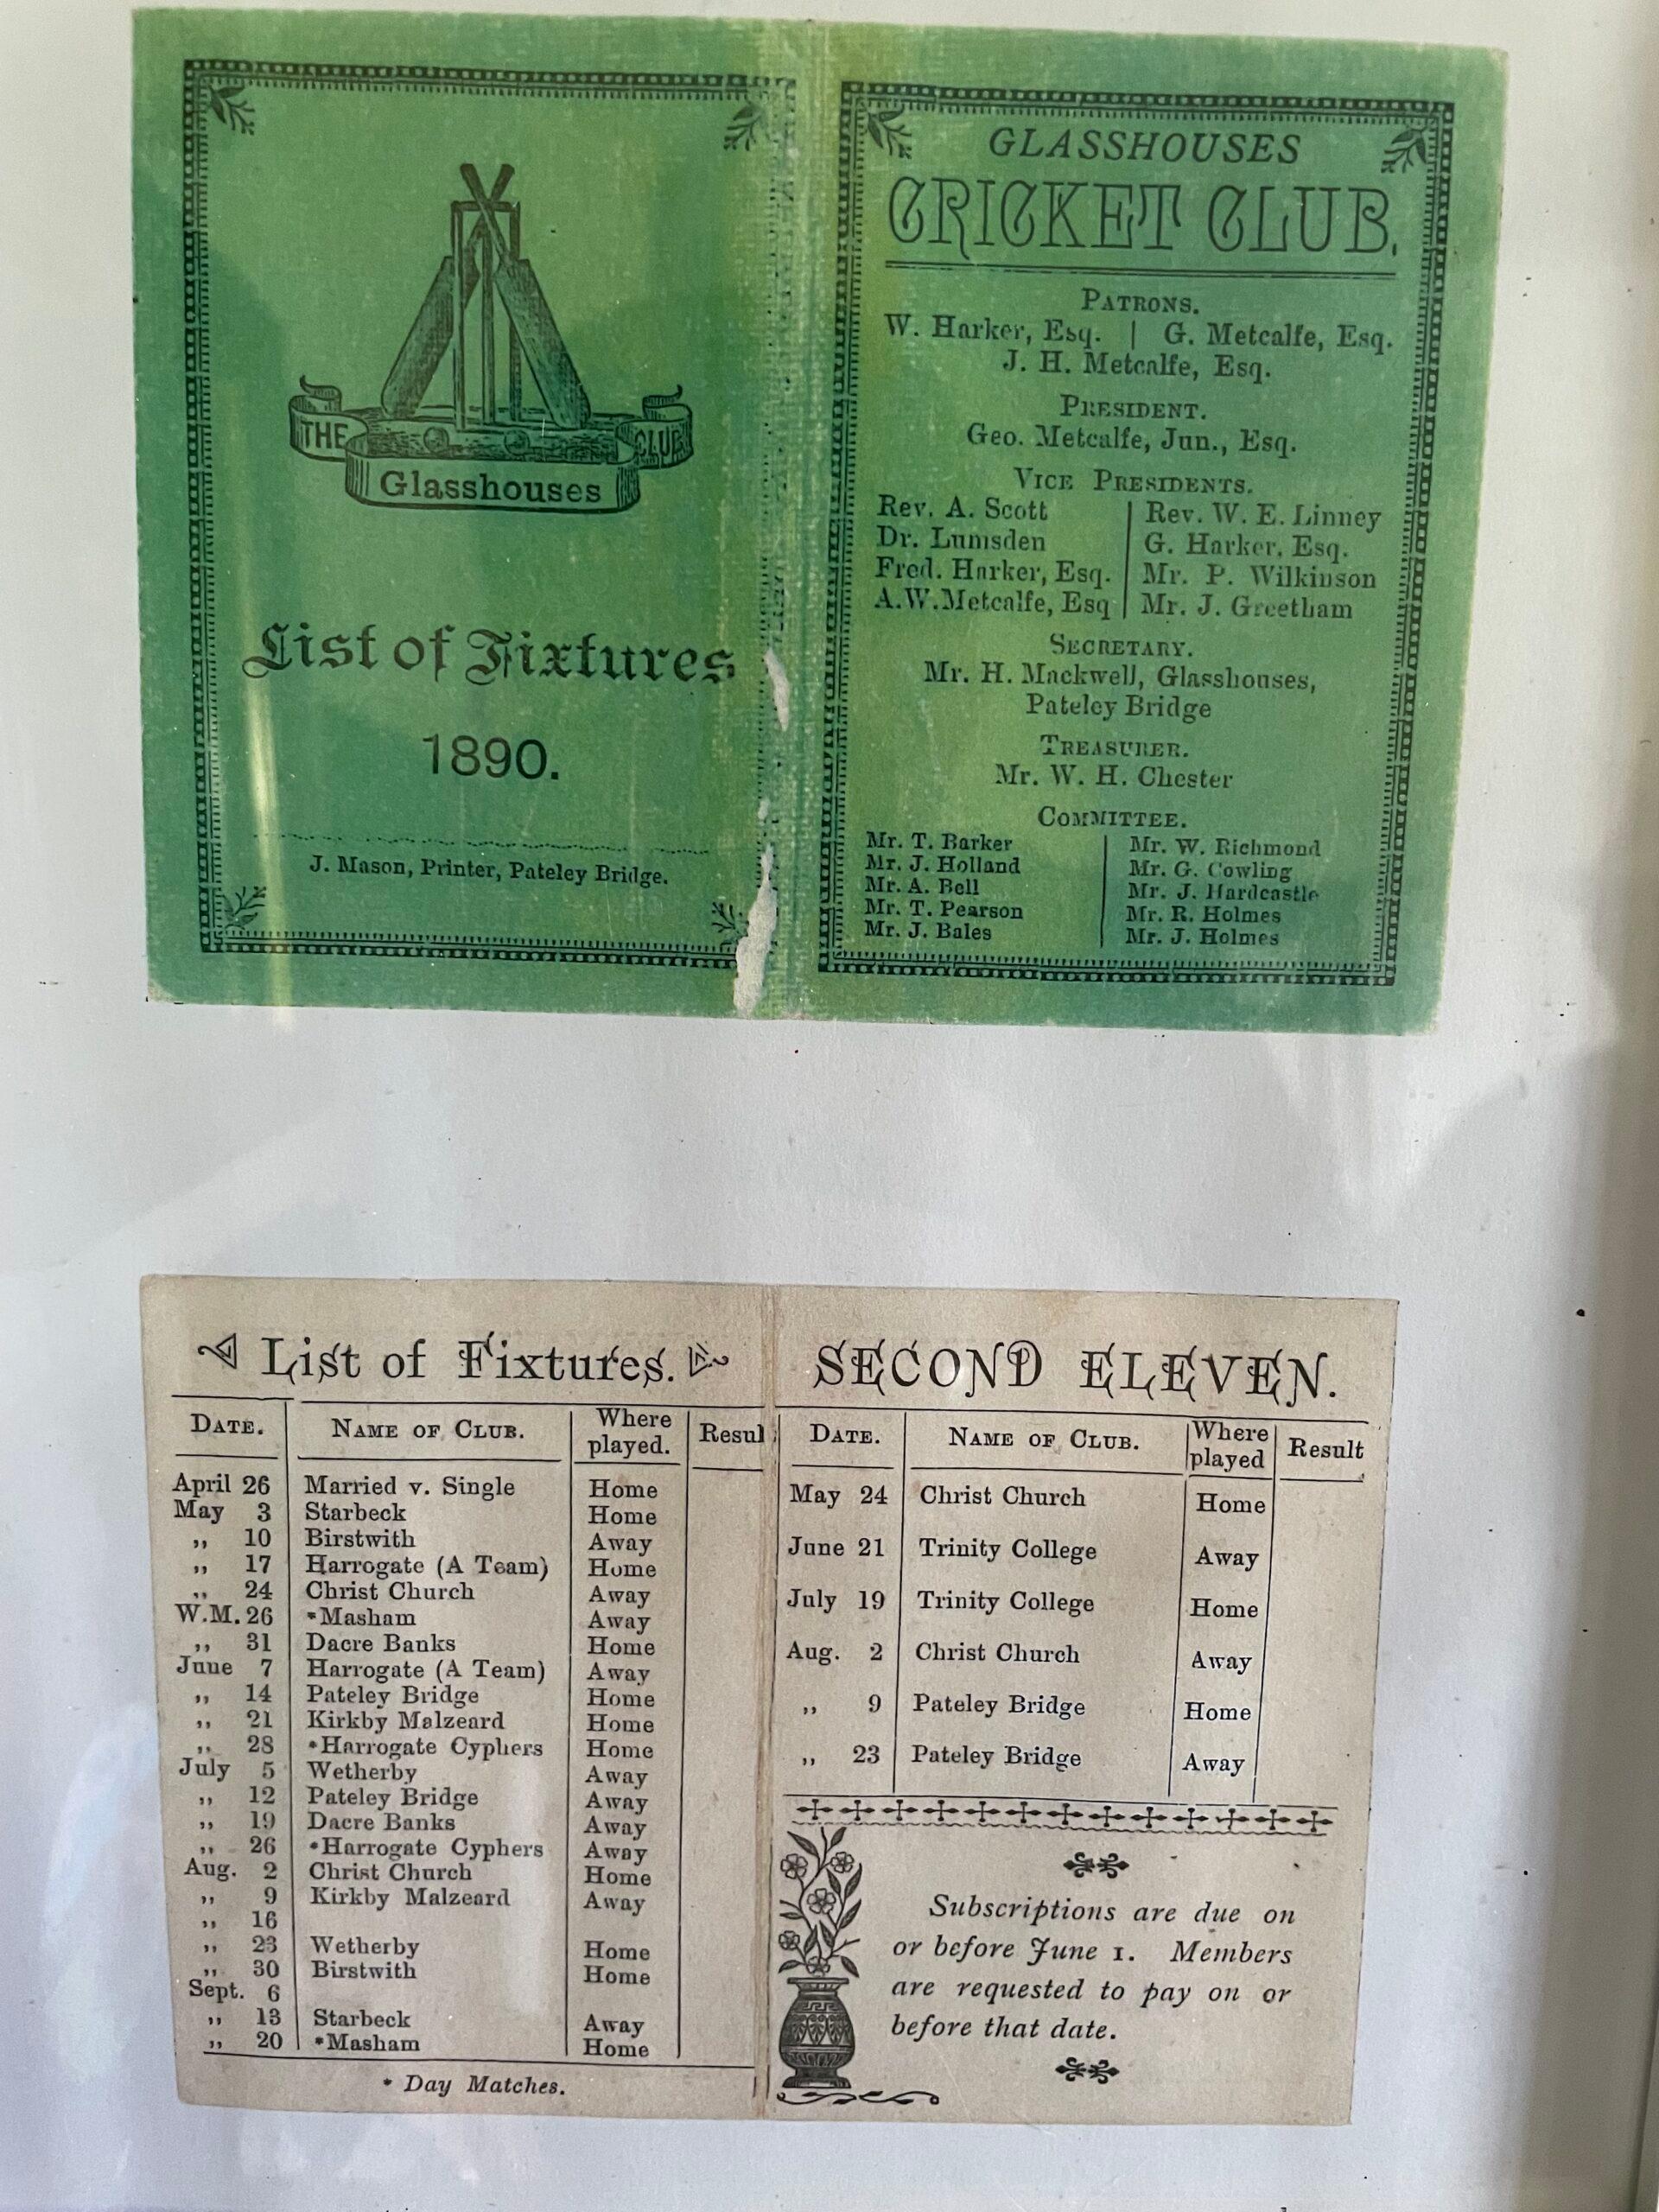 THE CLUB
Glasshouses
List of Fixtures
1890.
J. Mason, Printer, Pateley Bridge.
GLASSHOUSES
CRICKET CLUB.
PATRONS.
W. Harker, Esq. | G. Metcalfe, Esq.
J. H. Metcalfe, Esq.
PRESIDENT.
Geo. Metcalfe, Jun., Esq.
VICE PRESIDENTS.
Rev. A. Scott | Rev. W. E. Linney
Dr. Lumsden | G. Harker, Esq.
Fred. Harker, Esq. | Mr. P. Wilkinson
A.W.Metcalfe, Esq | Mr. J. Greetham
SECRETARY.
Mr. H. Mackwell, Glasshouses,
Pateley Bridge
TREASURER.
Mr. W. H. Chester
COMMITTEE.
Mr. T. Barker | Mr. W. Richmond
Mr. J. Holland | Mr. G. Cowling
Mr. A. Bell | Mr. J. Hardcastle
Mr. T. Pearson | Mr. R. Holmes
Mr. J. Bales | Mr. J. Holmes
List of Fixtures.
DATE. NAME OF CLUB. Where played. Resul
April 26 Married v. Single Home
May 3 Starbeck Home
,, 10 Birstwith Away
,, 17 Harrogate (A Team) Home
,, 24 Christ Church Away
W.M. 26 *Masham Away
,, 31 Dacre Banks Home
June 7 Harrogate (A Team) Away
,, 14 Pateley Bridge Home
,, 21 Kirkby Malzeard Home
,, 28 *Harrogate Cyphers Home
July 5 Wetherby Away
,, 12 Pateley Bridge Away
,, 19 Dacre Banks Away
,, 26 *Harrogate Cyphers Away
Aug. 2 Christ Church Home
,, 9 Kirkby Malzeard Away
,, 16
,, 23 Wetherby Home
,, 30 Birstwith Home
Sept. 6
,, 13 Starbeck Away
,, 20 *Masham Home
* Day Matches.
SECOND ELEVEN.
DATE. NAME OF CLUB. Where played Result
May 24 Christ Church Home
June 21 Trinity College Away
July 19 Trinity College Home
Aug. 2 Christ Church Away
,, 9 Pateley Bridge Home
,, 23 Pateley Bridge Away
Subscriptions are due on
or before June 1. Members
are requested to pay on or
before that date.